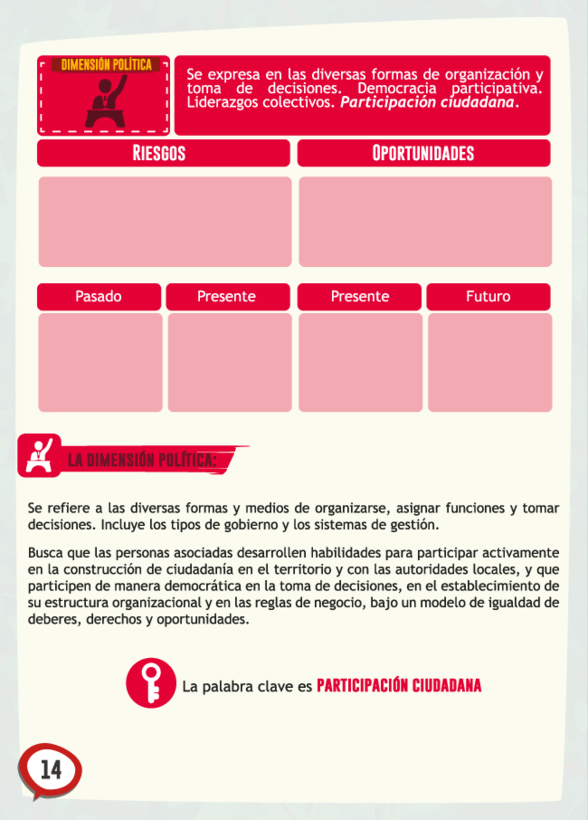 DIMENSIÓN POLÍTICA
Se expresa en las diversas formas de organización y
toma de decisiones. Democracia participativa.
Liderazgos colectivos. Participación ciudadana.
RIESGOS
OPORTUNIDADES
Pasado
Presente
Presente
Futuro
LA DIMENSIÓN POLÍTICA:
Se refiere a las diversas formas y medios de organizarse, asignar funciones y tomar
decisiones. Incluye los tipos de gobierno y los sistemas de gestión.
Busca que las personas asociadas desarrollen habilidades para participar activamente
en la construcción de ciudadanía en el territorio y con las autoridades locales, y que
participen de manera democrática en la toma de decisiones, en el establecimiento de
su estructura organizacional y en las reglas de negocio, bajo un modelo de igualdad de
deberes, derechos y oportunidades.
La palabra clave es PARTICIPACIÓN CIUDADANA
14